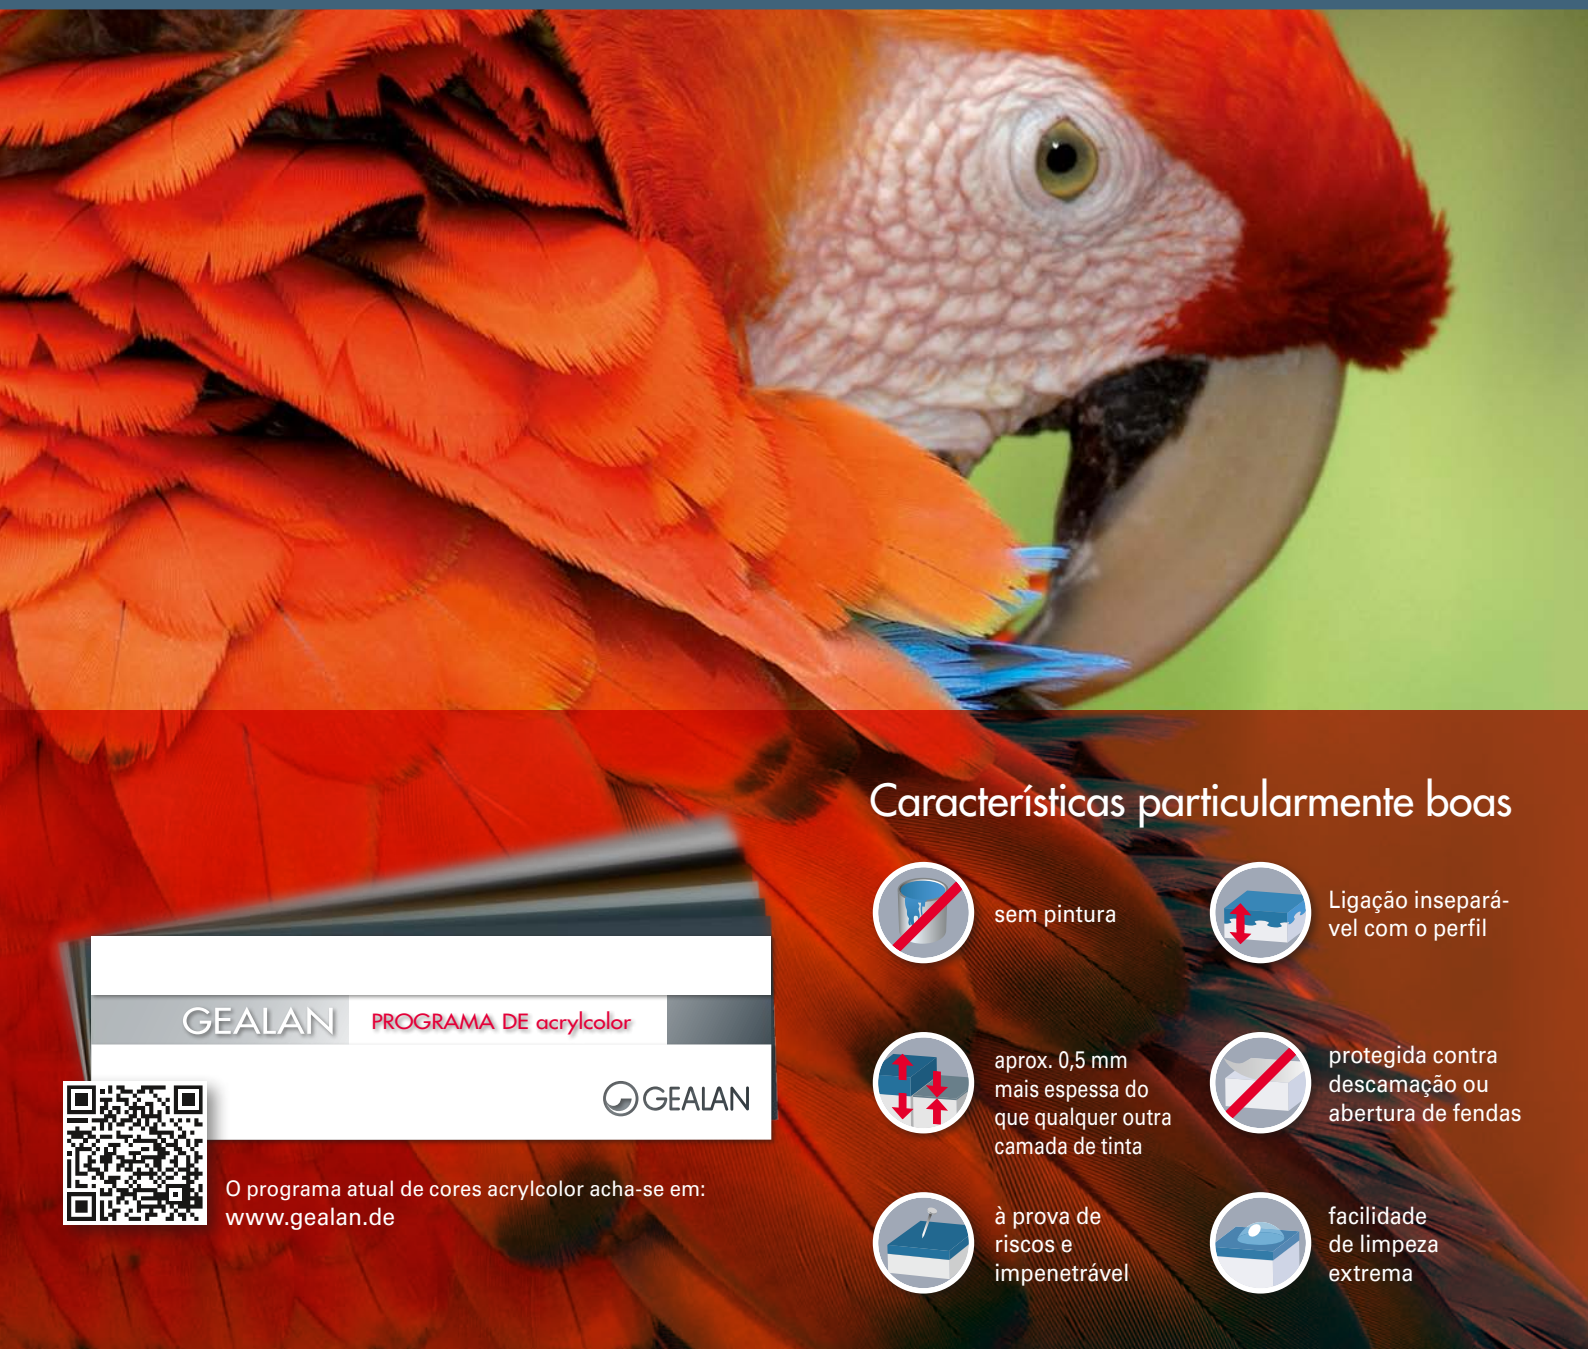 Características particularmente boas
sem pintura
Ligação insepará-
vel com o perfil
aprox. 0,5 mm
mais espessa do
que qualquer outra
camada de tinta
protegida contra
descamação ou
abertura de fendas
à prova de
riscos e
impenetrável
facilidade
de limpeza
extrema
GEALAN PROGRAMA DE acrylcolor
GEALAN
O programa atual de cores acrylcolor acha-se em:
www.gealan.de